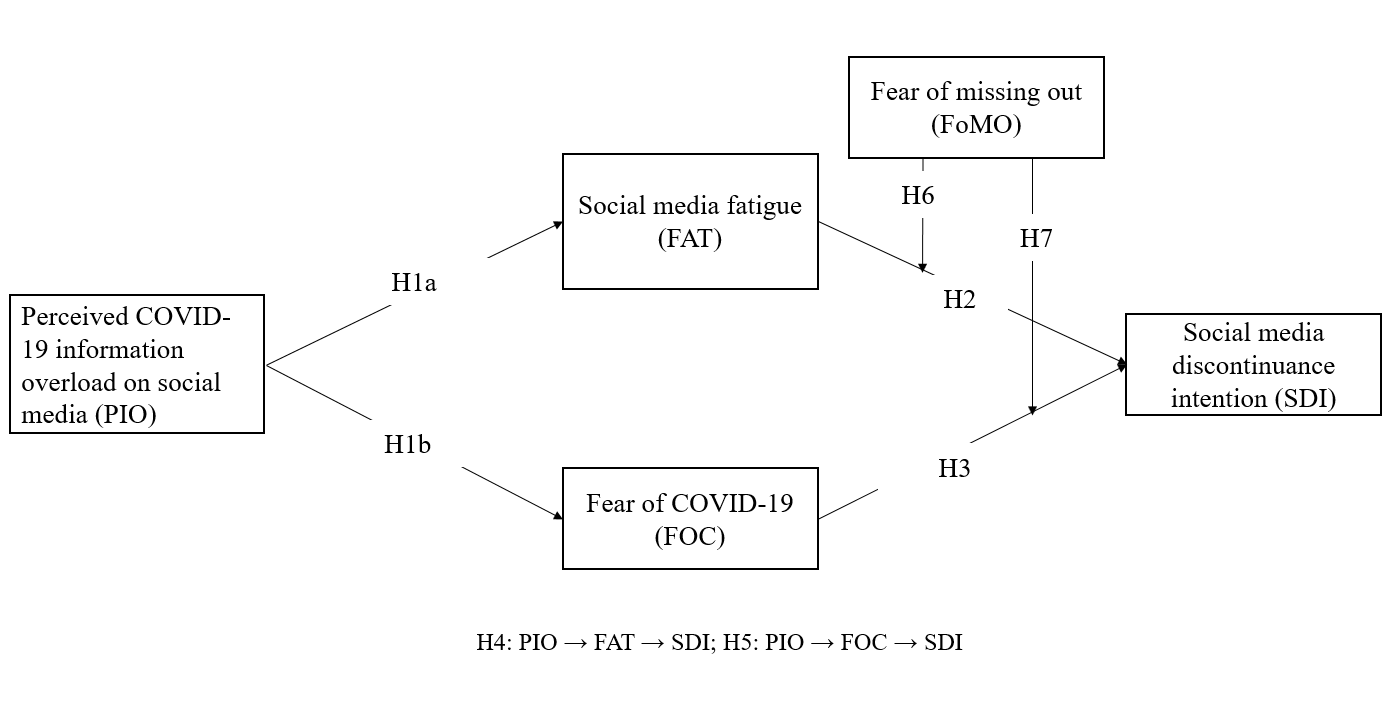 Fear of missing out
(FoMO)
Social media fatigue
(FAT)
H6
H7
H1a
H2
Perceived COVID-
19 information
overload on social
media (PIO)
Social media
discontinuance
intention (SDI)
H1b
H3
Fear of COVID-19
(FOC)
H4: PIO → FAT → SDI; H5: PIO → FOC → SDI